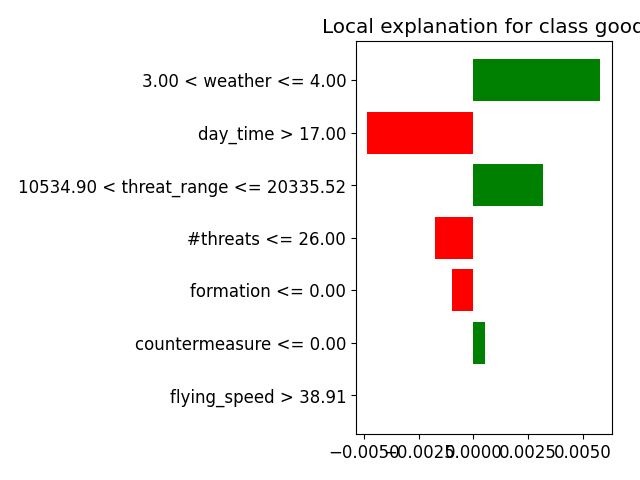 Local explanation for class good
3.00 < weather <= 4.00
day_time > 17.00
10534.90 < threat_range <= 20335.52
#threats <= 26.00
formation <= 0.00
countermeasure <= 0.00
flying_speed > 38.91
−0.0050 −0.0025 0.0000 0.0025 0.0050